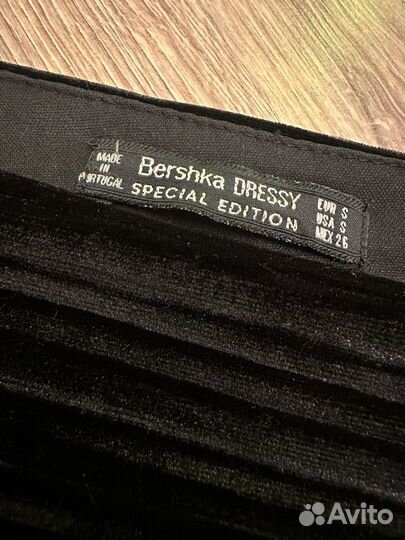 MADE
IN
PORTUGAL
Bershka DRESSY
SPECIAL EDITION
EUR S
USA S
MEX 26
Avito